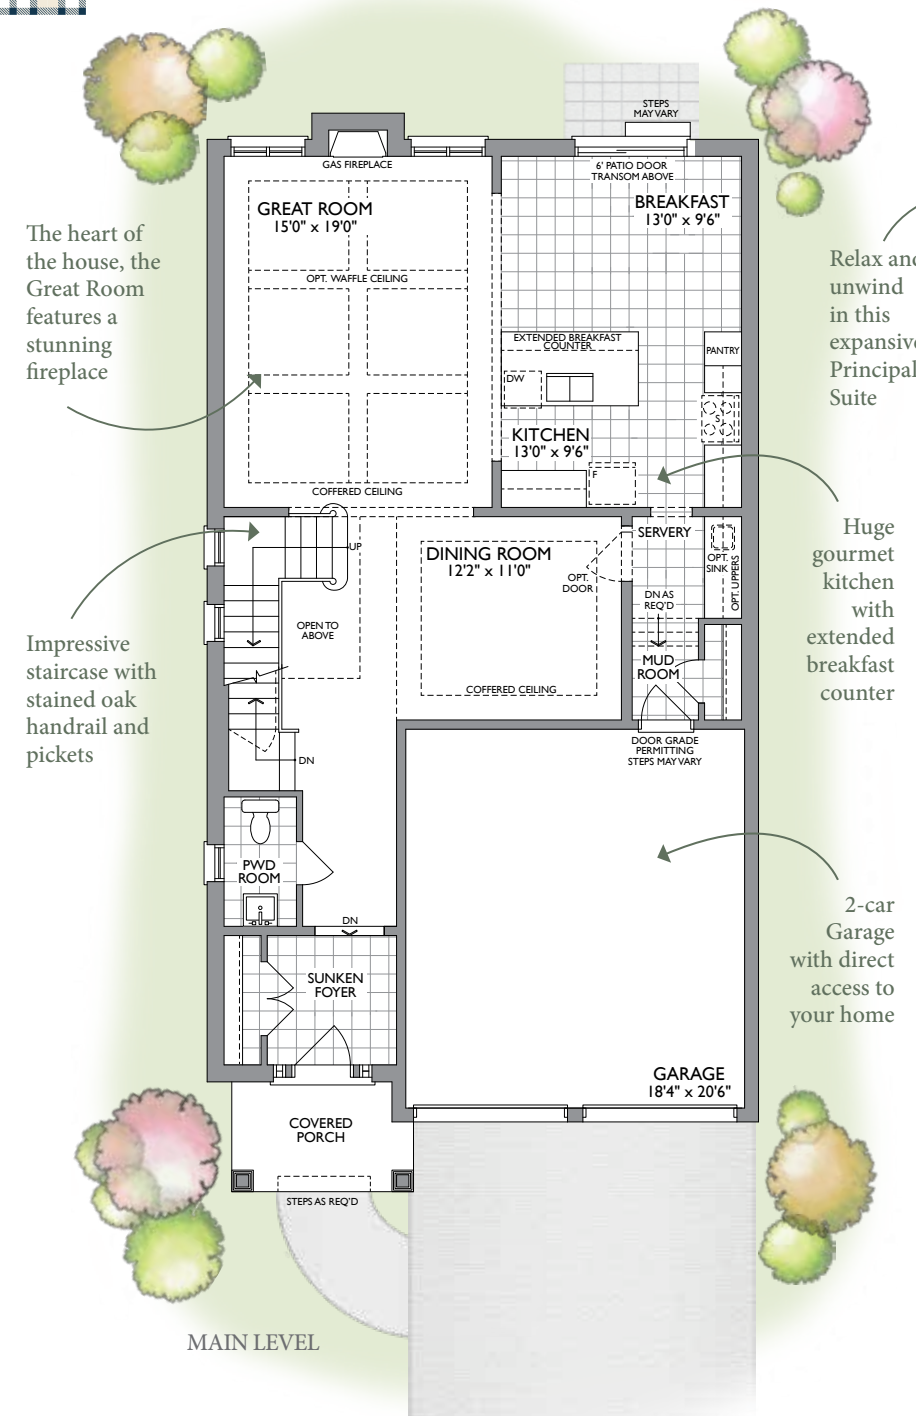 STEPS
MAY VARY
GAS FIREPLACE
6' PATIO DOOR
TRANSOM ABOVE
GREAT ROOM
15'0" x 19'0"
BREAKFAST
13'0" x 9'6"
The heart of
the house, the
Great Room
features a
stunning
fireplace
Relax and
unwind
in this
expansive
Principal
Suite
OPT. WAFFLE CEILING
EXTENDED BREAKFAST
COUNTER
PANTRY
DW
S
KITCHEN
13'0" x 9'6"
F
COFFERED CEILING
Huge
gourmet
kitchen
with
extended
breakfast
counter
UP
DINING ROOM
12'2" x 11'0"
OPT.
DOOR
SERVERY
OPT.
SINK
OPT. UPPERS
DN AS
REQ'D
OPEN TO
ABOVE
Impressive
staircase with
stained oak
handrail and
pickets
MUD
ROOM
COFFERED CEILING
DOOR GRADE
PERMITTING
STEPS MAY VARY
DN
PWD
ROOM
DN
2-car
Garage
with direct
access to
your home
SUNKEN
FOYER
GARAGE
18'4" x 20'6"
COVERED
PORCH
STEPS AS REQ'D
MAIN LEVEL